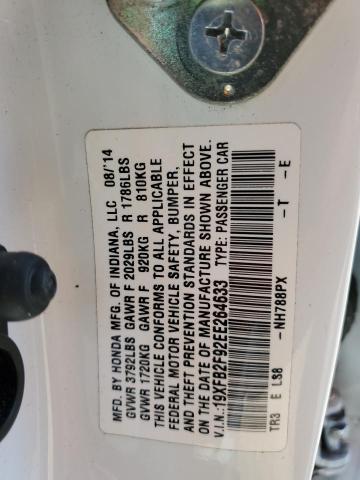 MFD. BY HONDA MFG. OF INDIANA, LLC 08/'14
GVWR 3792LBS GAWR F 2029LBS R 1786LBS
GVWR 1720KG GAWR F 920KG R 810KG
THIS VEHICLE CONFORMS TO ALL APPLICABLE
FEDERAL MOTOR VEHICLE SAFETY, BUMPER,
AND THEFT PREVENTION STANDARDS IN EFFECT
ON THE DATE OF MANUFACTURE SHOWN ABOVE.
V.I.N.: 19XFB2F92EE264633 TYPE: PASSENGER CAR
-NH788PX -T -E
TR3 E LS8